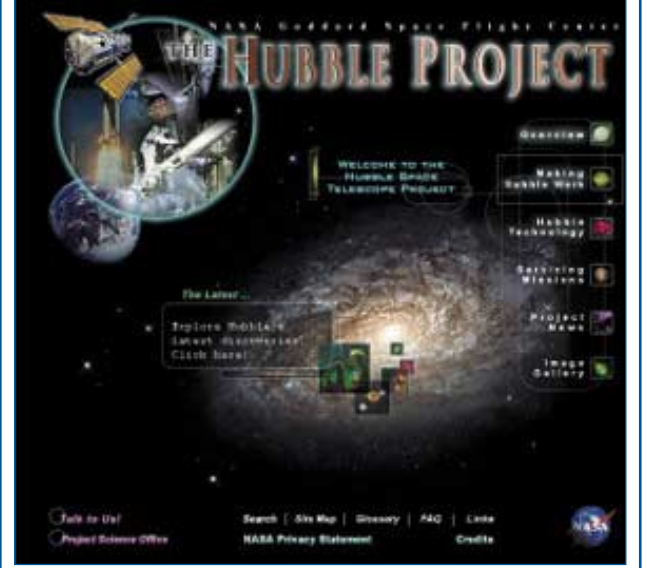 NASA Goddard Space Flight Center
THE HUBBLE PROJECT
Overview
WELCOME TO THE
HUBBLE SPACE
TELESCOPE PROJECT
Making
Hubble Work
Hubble
Technology
Servicing
Missions
The Latest...
Explore Hubble's
latest discoveries!
Click here!
Project
News
Image
Gallery
Talk to Us!
Search | Site Map | Glossary | FAQ | Links
Project Science Office
NASA Privacy Statement
Credits
NASA